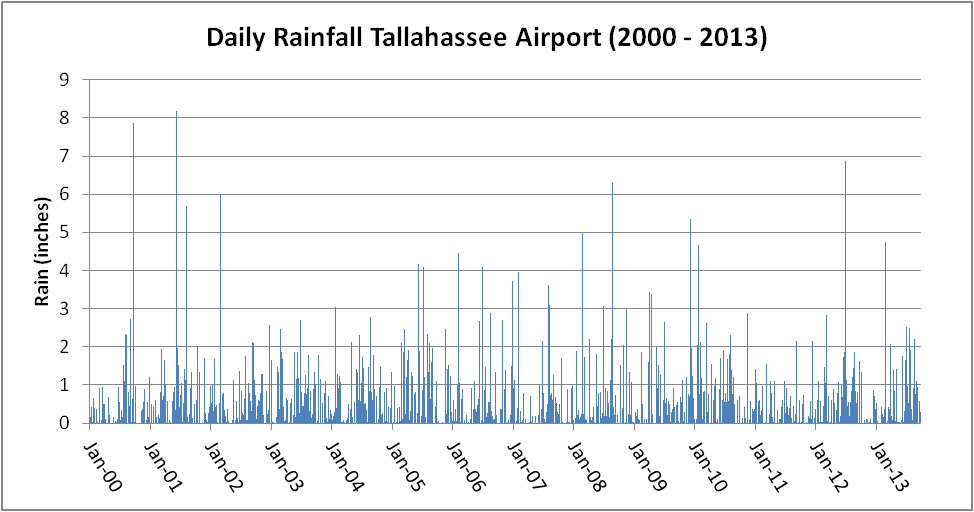 Daily Rainfall Tallahassee Airport (2000 - 2013)
Rain (inches)
9
8
7
6
5
4
3
2
1
0
Jan-00
Jan-01
Jan-02
Jan-03
Jan-04
Jan-05
Jan-06
Jan-07
Jan-08
Jan-09
Jan-10
Jan-11
Jan-12
Jan-13